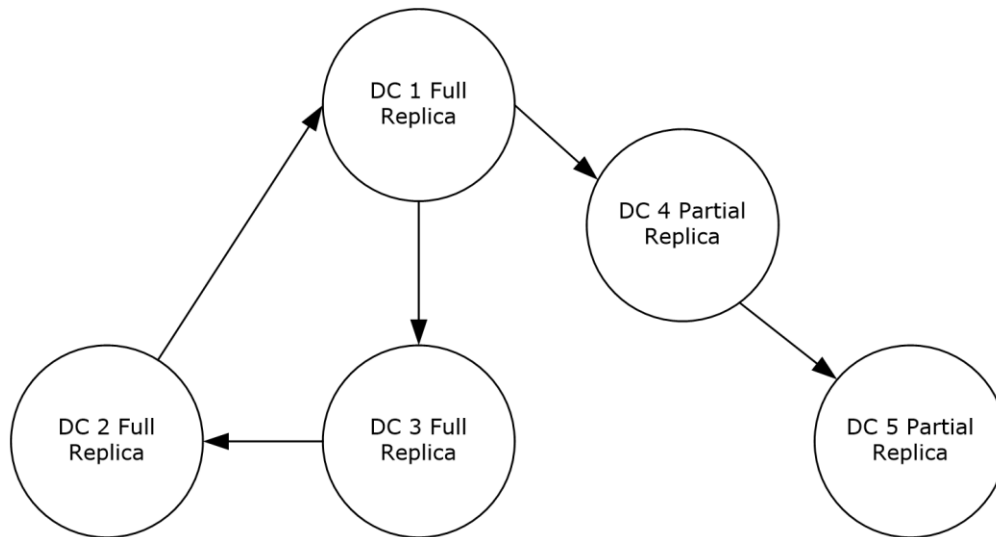 DC 1 Full
Replica
DC 4 Partial
Replica
DC 2 Full
Replica
DC 3 Full
Replica
DC 5 Partial
Replica